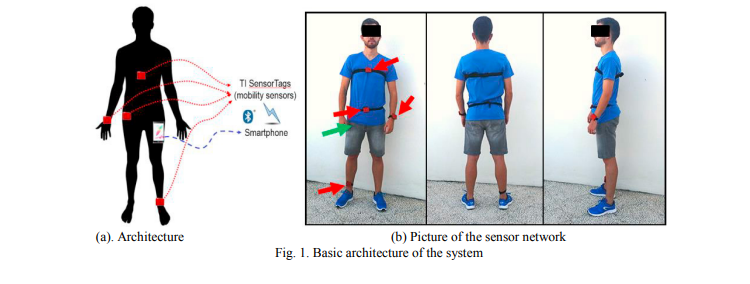 TI SensorTags
(mobility sensors)
Smartphone
(a). Architecture
(b) Picture of the sensor network
Fig. 1. Basic architecture of the system